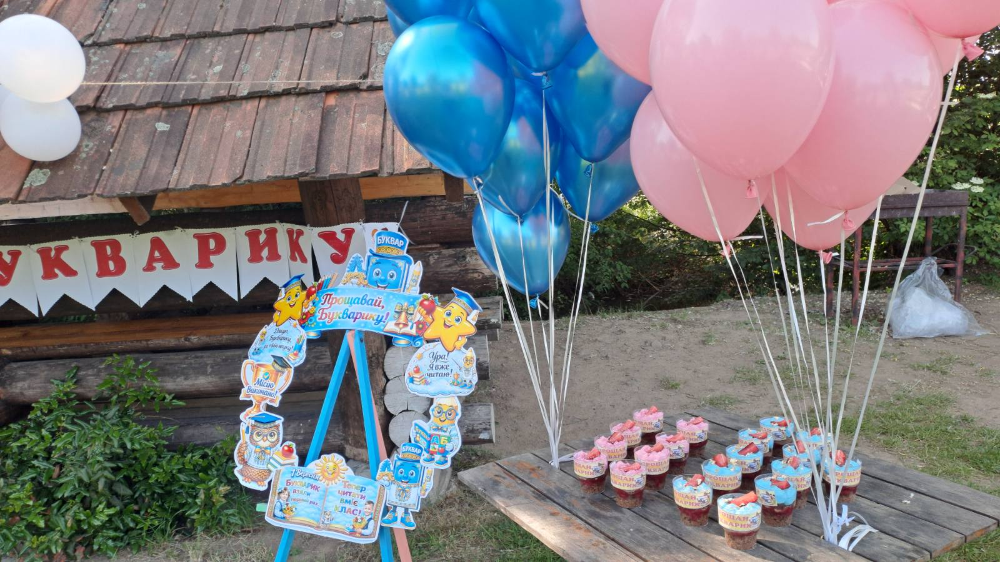 УКВАРИКУ
БУКВАР
Прощавай,
Букварику!
Дякую,
Букварику,
за твою науку!
Ура!
Я вже
читаю!
Місію
Виконано!
БУКВАР
АБ
БУКВАР
1 Вересня
Букварик
взяли
перший раз
Тепер
читати
вміє
КЛАС!
ПРОЩАЙ,
БУКВАРИК